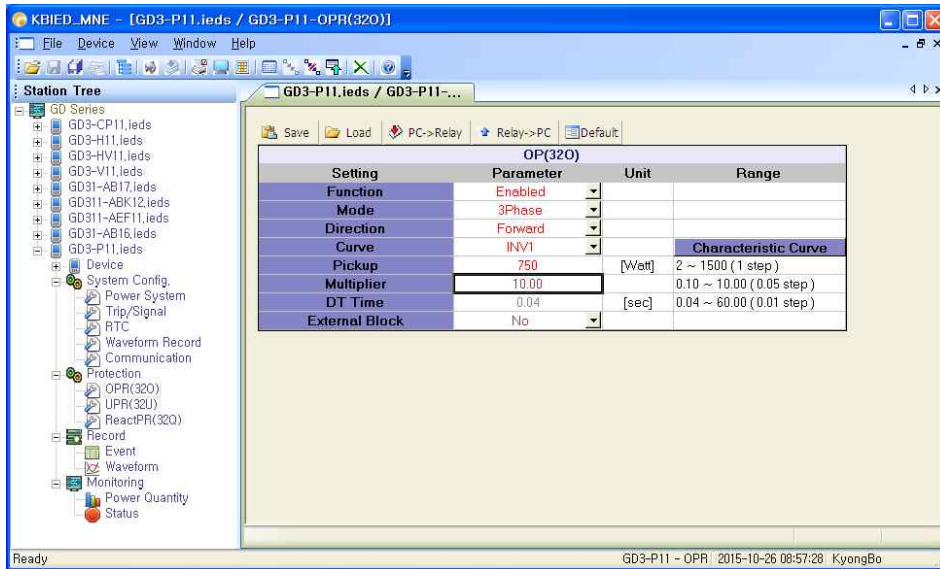 KBIED_MNE - [GD3-P11.ieds / GD3-P11-OPR(32O)]
File Device View Window Help
Station Tree
GD3-P11,ieds / GD3-P11-...
GD Series
GD3-CP11,ieds
GD3-H11,ieds
GD3-HV11,ieds
GD3-V11,ieds
GD31-AB17,ieds
GD311-ABK12,ieds
GD311-AEF11,ieds
GD31-AB16,ieds
GD3-P11,ieds
Device
System Config,
Power System
Trip/Signal
RTC
Waveform Record
Communication
Protection
OPR(32O)
UPR(32U)
ReactPR(32Q)
Record
Event
Waveform
Monitoring
Power Quantity
Status
Save Load PC->Relay Relay->PC Default
OP(32O)
Setting Parameter Unit Range
Function Enabled
Mode 3Phase
Direction Forward
Curve INV1 Characteristic Curve
Pickup 750 [Watt] 2 ~ 1500 ( 1 step )
Multiplier 10.00 0.10 ~ 10.00 ( 0.05 step )
DT Time 0.04 [sec] 0.04 ~ 60.00 ( 0.01 step )
External Block No
Ready GD3-P11 - OPR 2015-10-26 08:57:28 KyongBo